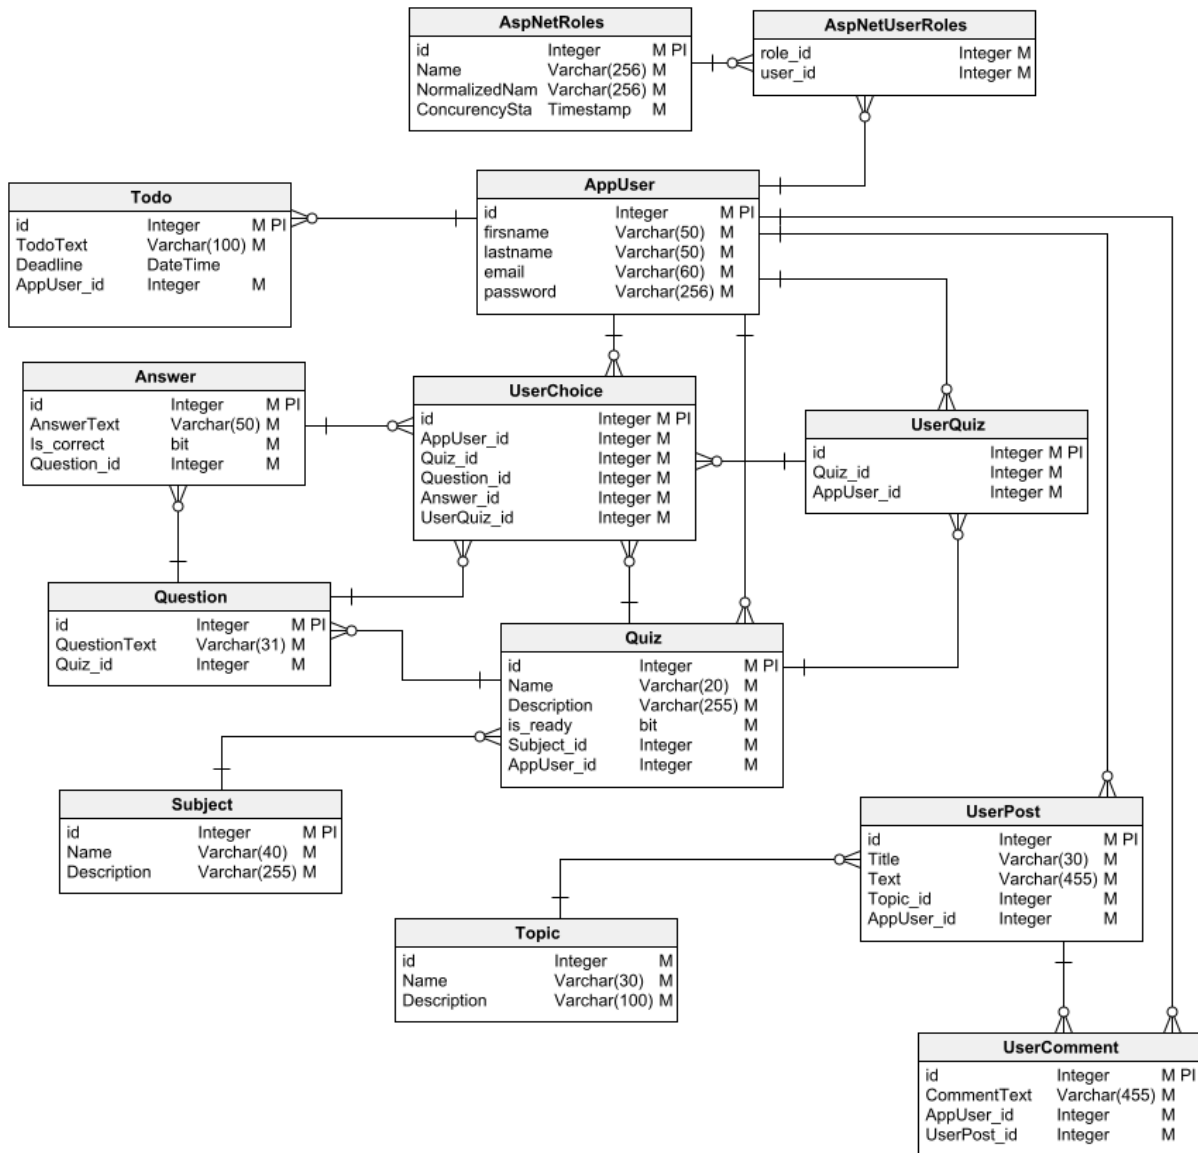 AspNetRoles
id Integer M PI
Name Varchar(256) M
NormalizedNam Varchar(256) M
ConcurencySta Timestamp M
AspNetUserRoles
role_id Integer M
user_id Integer M
Todo
id Integer M PI
TodoText Varchar(100) M
Deadline DateTime
AppUser_id Integer M
AppUser
id Integer M PI
firsname Varchar(50) M
lastname Varchar(50) M
email Varchar(60) M
password Varchar(256) M
Answer
id Integer M PI
AnswerText Varchar(50) M
Is_correct bit M
Question_id Integer M
UserChoice
id Integer M PI
AppUser_id Integer M
Quiz_id Integer M
Question_id Integer M
Answer_id Integer M
UserQuiz_id Integer M
UserQuiz
id Integer M PI
Quiz_id Integer M
AppUser_id Integer M
Question
id Integer M PI
QuestionText Varchar(31) M
Quiz_id Integer M
Quiz
id Integer M PI
Name Varchar(20) M
Description Varchar(255) M
is_ready bit M
Subject_id Integer M
AppUser_id Integer M
Subject
id Integer M PI
Name Varchar(40) M
Description Varchar(255) M
UserPost
id Integer M PI
Title Varchar(30) M
Text Varchar(455) M
Topic_id Integer M
AppUser_id Integer M
Topic
id Integer M
Name Varchar(30) M
Description Varchar(100) M
UserComment
id Integer M PI
CommentText Varchar(455) M
AppUser_id Integer M
UserPost_id Integer M